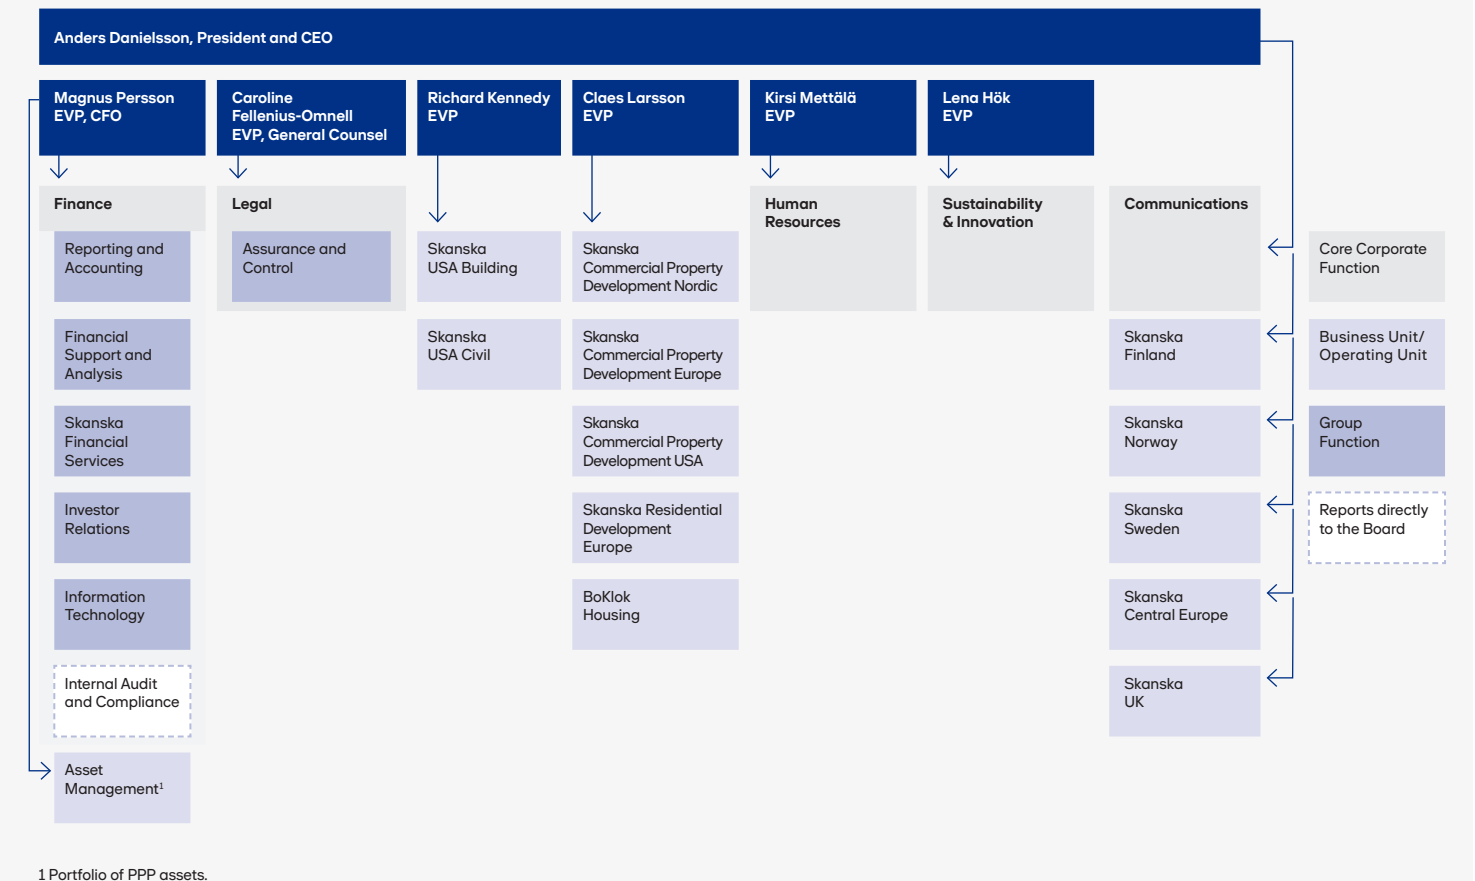 Anders Danielsson, President and CEO
Magnus Persson
EVP, CFO
Caroline
Fellenius-Omnell
EVP, General Counsel
Richard Kennedy
EVP
Claes Larsson
EVP
Kirsi Mettälä
EVP
Lena Hök
EVP
Finance
Reporting and
Accounting
Financial
Support and
Analysis
Skanska
Financial
Services
Investor
Relations
Information
Technology
Internal Audit
and Compliance
Asset
Management¹
Legal
Assurance and
Control
Skanska
USA Building
Skanska
USA Civil
Skanska
Commercial Property
Development Nordic
Skanska
Commercial Property
Development Europe
Skanska
Commercial Property
Development USA
Skanska Residential
Development
Europe
BoKlok
Housing
Human
Resources
Sustainability
& Innovation
Communications
Skanska
Finland
Skanska
Norway
Skanska
Sweden
Skanska
Central Europe
Skanska
UK
Core Corporate
Function
Business Unit/
Operating Unit
Group
Function
Reports directly
to the Board
1 Portfolio of PPP assets.